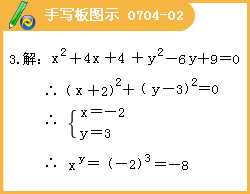 手写板图示 0704-02
3.解: x²+4x+4+y²-6y+9=0
∴ (x+2)²+(y-3)²=0
∴ { x=-2
y=3
∴ xʸ=(-2)³=-8